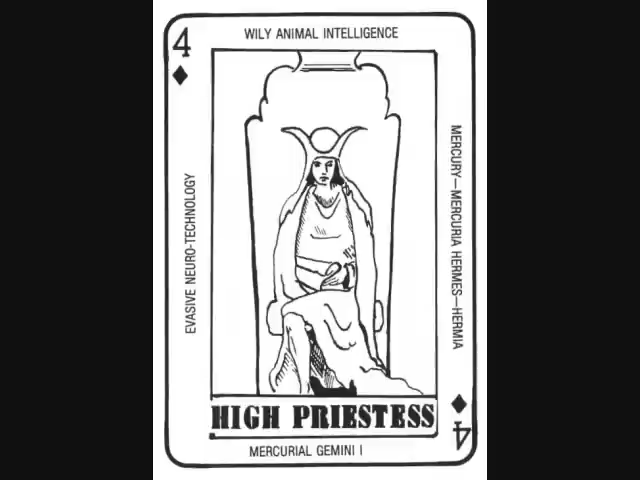 4
WILY ANIMAL INTELLIGENCE
EVASIVE NEURO-TECHNOLOGY
MERCURY—MERCURIA HERMES—HERMIA
HIGH PRIESTESS
4
MERCURIAL GEMINI I